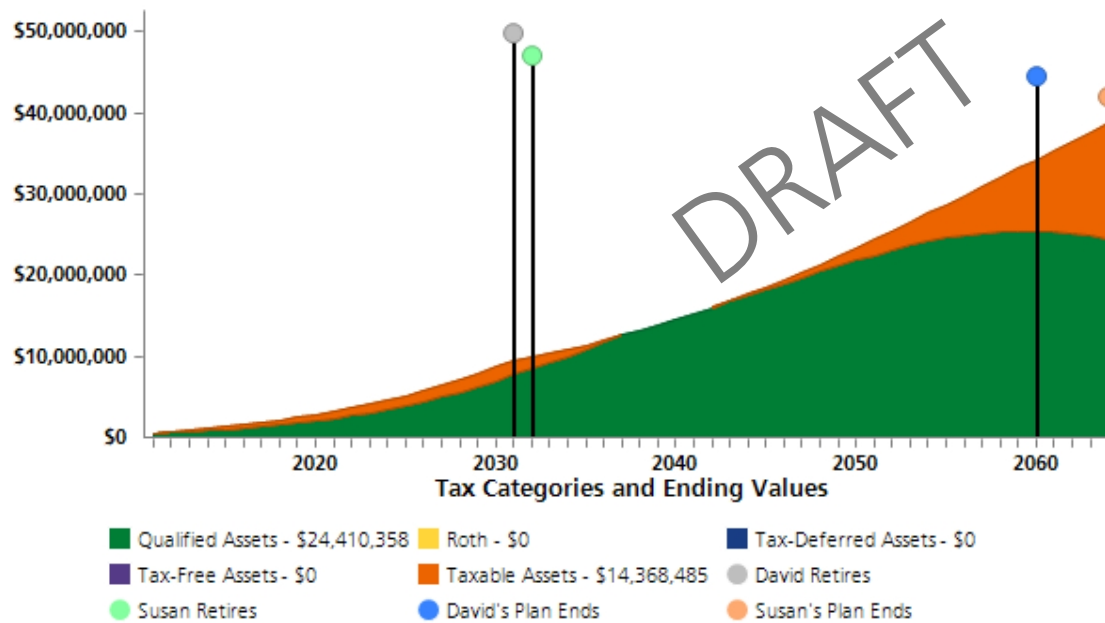 $50,000,000
$40,000,000
$30,000,000
$20,000,000
$10,000,000
$0
DRAFT
2020 2030 2040 2050 2060
Tax Categories and Ending Values
Qualified Assets - $24,410,358 Roth - $0 Tax-Deferred Assets - $0
Tax-Free Assets - $0 Taxable Assets - $14,368,485 David Retires
Susan Retires David's Plan Ends Susan's Plan Ends